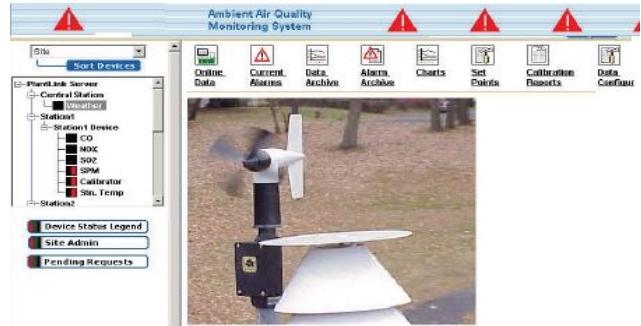 Ambient Air Quality
Monitoring System
Site
Sort Devices
Online Data
Current Alarms
Data Archive
Alarm Archive
Charts
Set Points
Calibration Reports
Data Configur
PlantLink Server
Central Station
Weather
Station1
Station1 Device
CO
NOX
SO2
SPM
Calibrator
Stn. Temp
Station2
Device Status Legend
Site Admin
Pending Requests